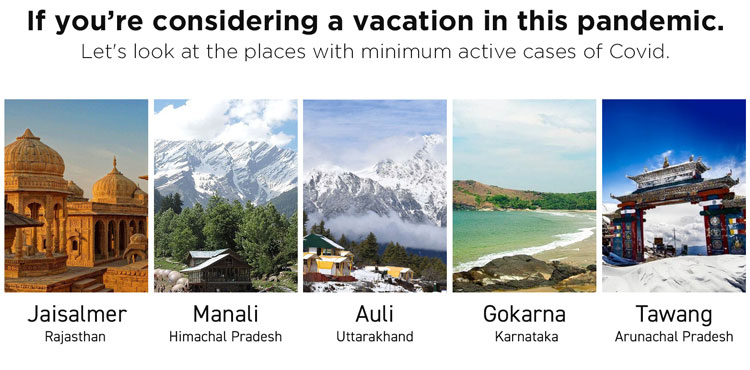 If you're considering a vacation in this pandemic.
Let's look at the places with minimum active cases of Covid.
Jaisalmer
Rajasthan
Manali
Himachal Pradesh
Auli
Uttarakhand
Gokarna
Karnataka
Tawang
Arunachal Pradesh